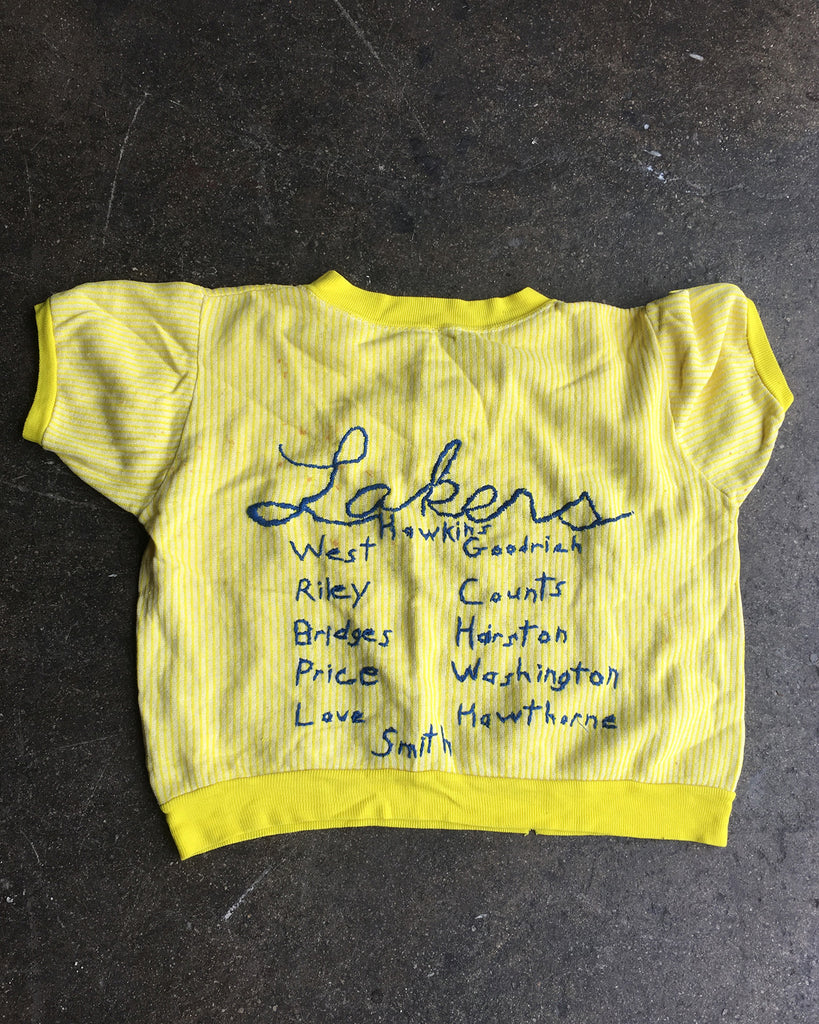 Lakers
Hawkins
West Goodrich
Riley Counts
Bridges Hairston
Price Washington
Love Hawthorne
Smith